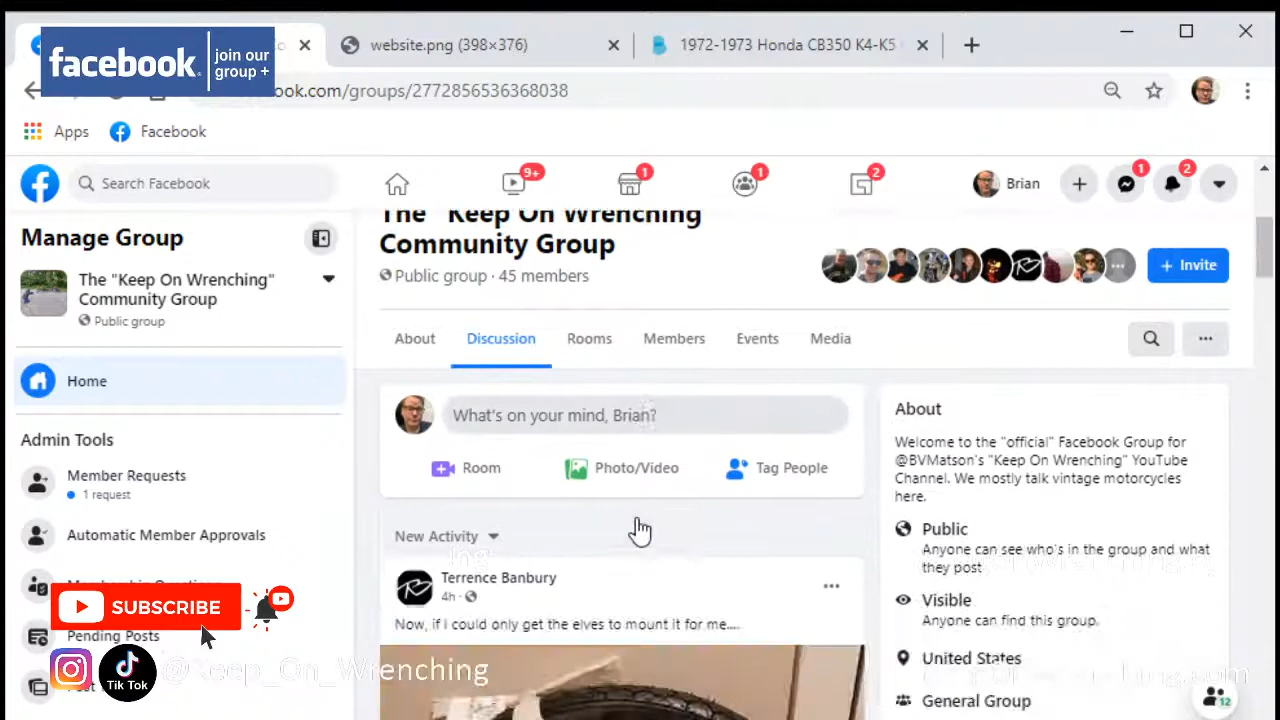 facebook
join our
group +
website.png (398×376)
1972-1973 Honda CB350 K4-K5
ook.com/groups/2772856536368038
Apps
Facebook
Search Facebook
9+
1
1
2
Brian
1
2
Manage Group
The "Keep On Wrenching"
Community Group
Public group
Home
Admin Tools
Member Requests
1 request
Automatic Member Approvals
SUBSCRIBE
Pending Posts
Tik Tok
@Keep_On_Wrenching
The "Keep On Wrenching
Community Group
Public group · 45 members
+ Invite
About
Discussion
Rooms
Members
Events
Media
What's on your mind, Brian?
Room
Photo/Video
Tag People
New Activity
Terrence Banbury
4h ·
Now, if I could only get the elves to mount it for me....
About
Welcome to the "official" Facebook Group for
@BVMatson's "Keep On Wrenching" YouTube
Channel. We mostly talk vintage motorcycles
here.
Public
Anyone can see who's in the group and what
they post
Visible
Anyone can find this group.
United States
General Group
12